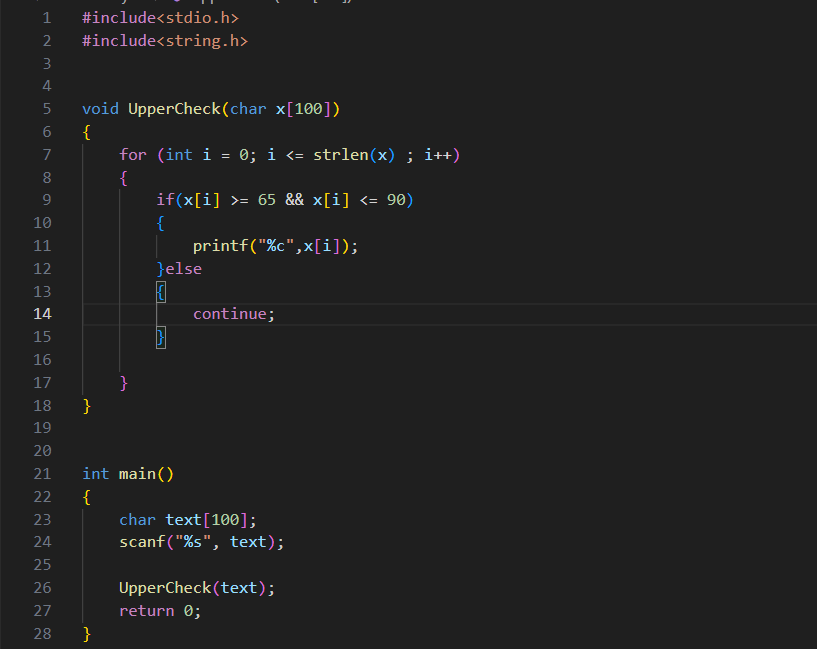 1 #include<stdio.h>
2 #include<string.h>
3
4
5 void UpperCheck(char x[100])
6 {
7 for (int i = 0; i <= strlen(x) ; i++)
8 {
9 if(x[i] >= 65 && x[i] <= 90)
10 {
11 printf("%c",x[i]);
12 }else
13 {
14 continue;
15 }
16
17 }
18 }
19
20
21 int main()
22 {
23 char text[100];
24 scanf("%s", text);
25
26 UpperCheck(text);
27 return 0;
28 }